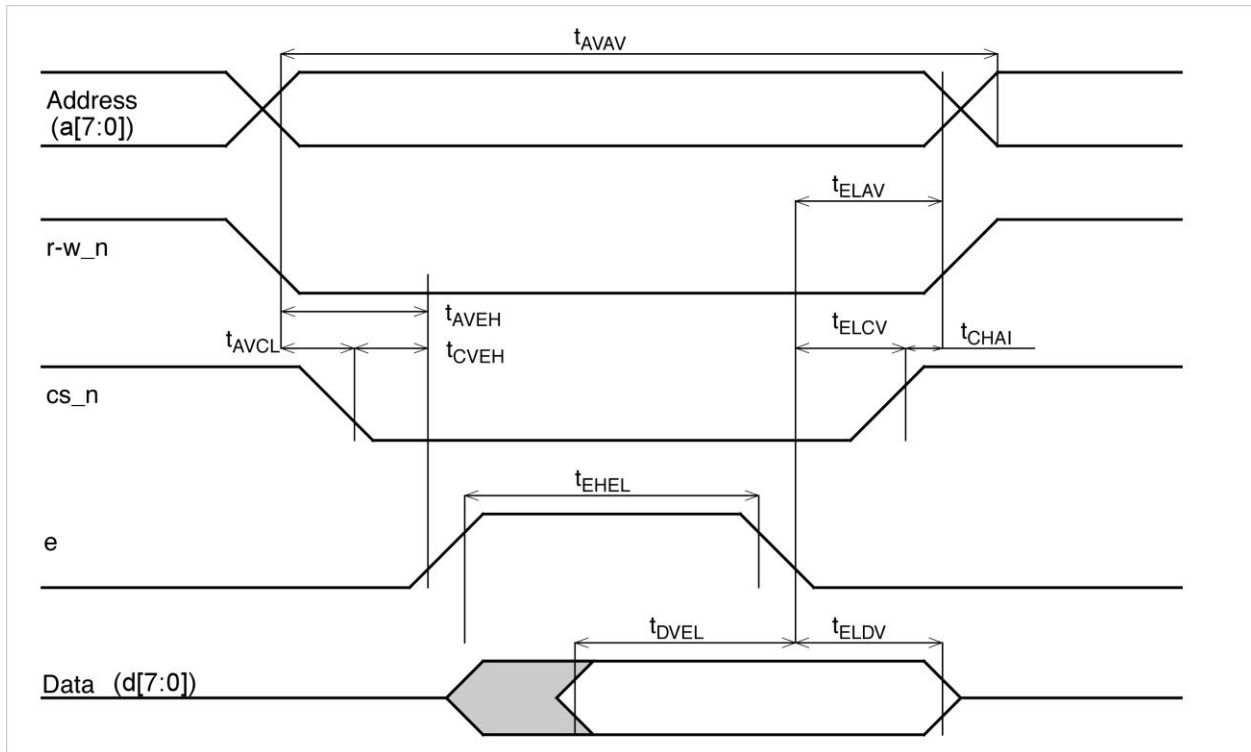 tAVAV
Address
(a[7:0])
tELAV
r-w_n
tAVEH
tELCV
tCHAI
tAVCL
tCVEH
cs_n
tEHEL
e
tDVEL
tELDV
Data (d[7:0])